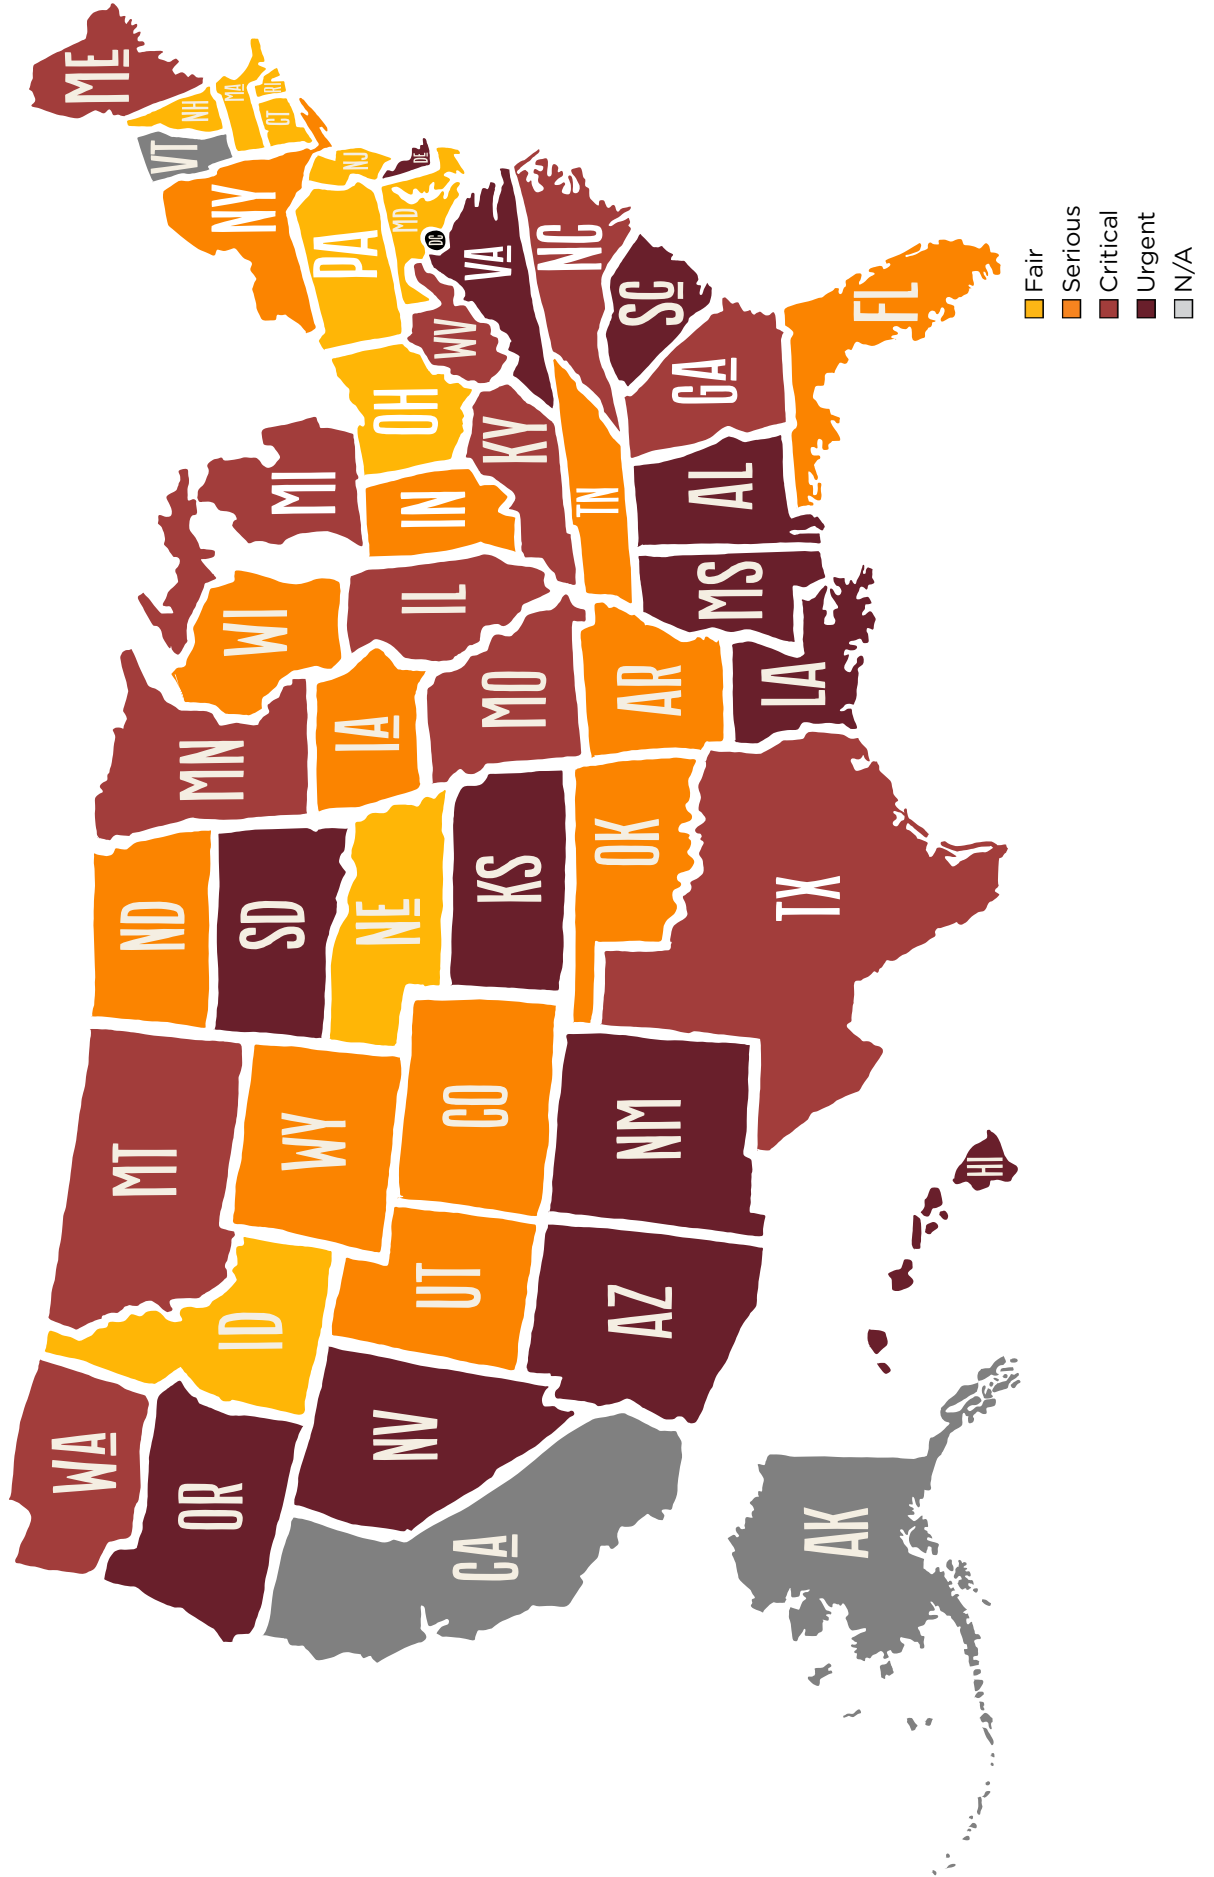 WA
OR
CA
NV
ID
MT
WY
UT
AZ
CO
NM
ND
SD
NE
KS
OK
TX
MN
IA
MO
AR
LA
WI
IL
MS
MI
IN
KY
TN
AL
OH
WV
GA
FL
PA
NY
VA
NC
SC
MD
DC
DE
NJ
VT
NH
MA
CT
RI
ME
AK
HI
Fair
Serious
Critical
Urgent
N/A